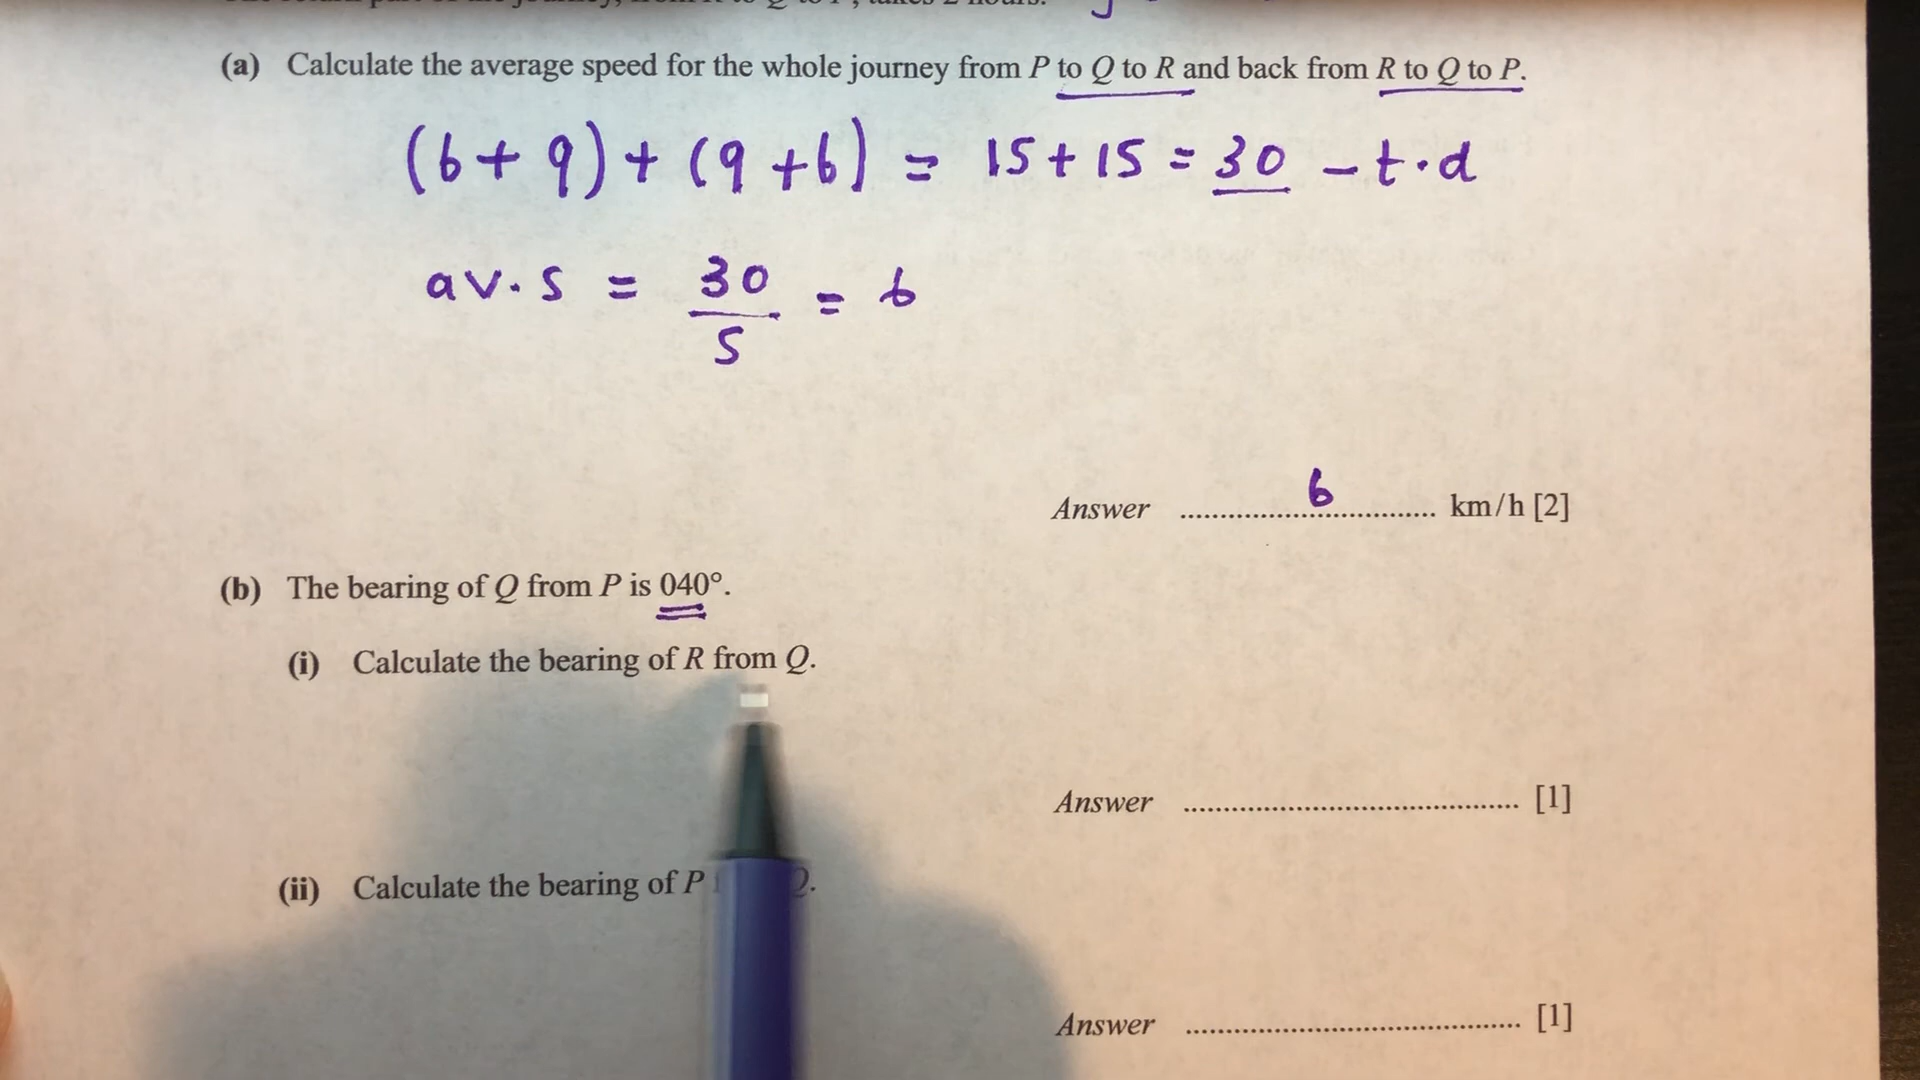 (a) Calculate the average speed for the whole journey from P to Q to R and back from R to Q to P.
(6 + 9) + (9 + 6) = 15 + 15 = 30 - t.d
av. s = 30/5 = 6
Answer .................6................. km/h [2]
(b) The bearing of Q from P is 040°.
(i) Calculate the bearing of R from Q.
Answer .......................................... [1]
(ii) Calculate the bearing of P Q.
Answer .......................................... [1]